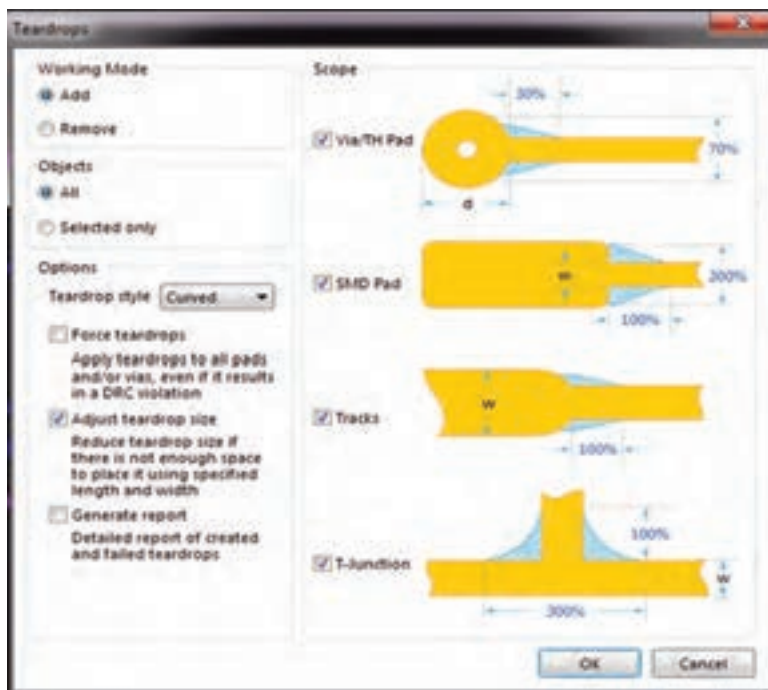 Teardrops
Working Mode
Add
Remove
Objects
All
Selected only
Options
Teardrop style Curved
Force teardrops
Apply teardrops to all pads
and/or vias, even if it results
in a DRC violation
Adjust teardrop size
Reduce teardrop size if
there is not enough space
to place it using specified
length and width
Generate report
Detailed report of created
and failed teardrops
Scope
Via/TH Pad
30%
70%
d
SMD Pad
w
200%
100%
Tracks
w
100%
T-Junction
100%
w
300%
OK
Cancel